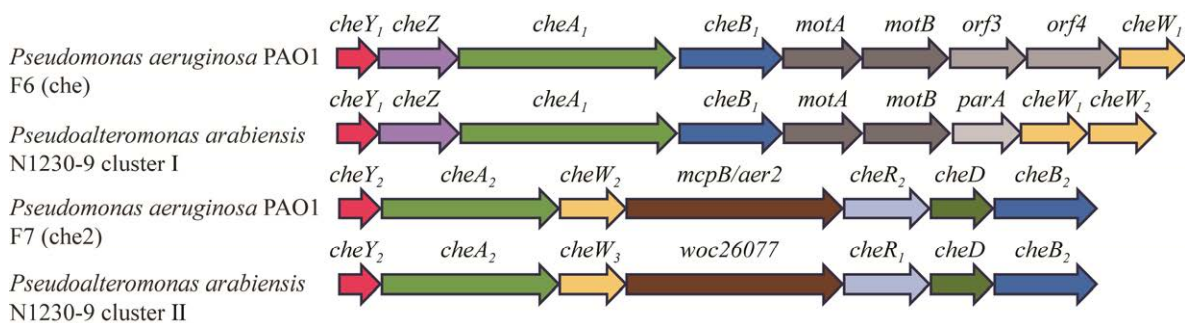 cheY₁ cheZ cheA₁ cheB₁ motA motB orf3 orf4 cheW₁
Pseudomonas aeruginosa PAO1
F6 (che)
cheY₁ cheZ cheA₁ cheB₁ motA motB parA cheW₁ cheW₂
Pseudoalteromonas arabiensis
N1230-9 cluster I
cheY₂ cheA₂ cheW₂ mcpB/aer2 cheR₂ cheD cheB₂
Pseudomonas aeruginosa PAO1
F7 (che2)
cheY₂ cheA₂ cheW₃ woc26077 cheR₁ cheD cheB₂
Pseudoalteromonas arabiensis
N1230-9 cluster II